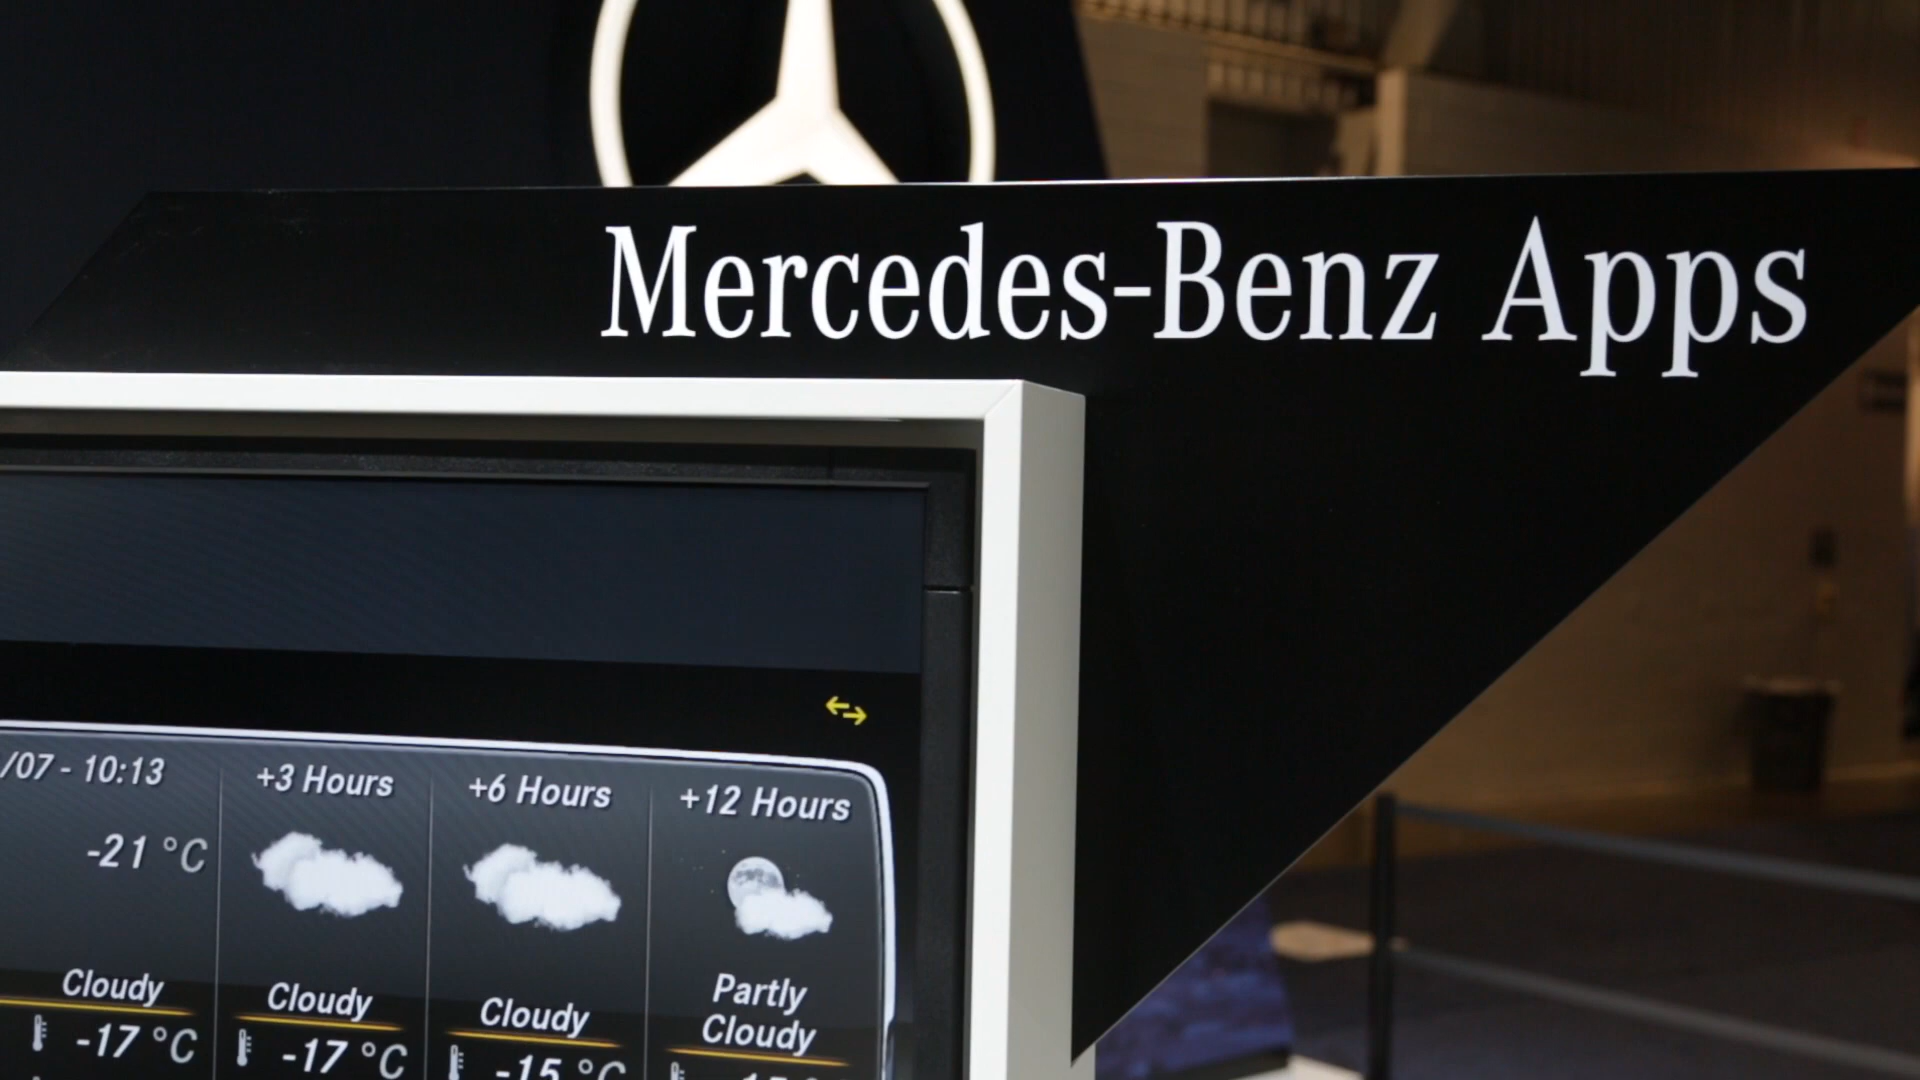 Mercedes-Benz Apps
/07 - 10:13
+3 Hours
+6 Hours
+12 Hours
-21 °C
Cloudy
Cloudy
Cloudy
Partly
Cloudy
-17 °C
-17 °C
-15 °C